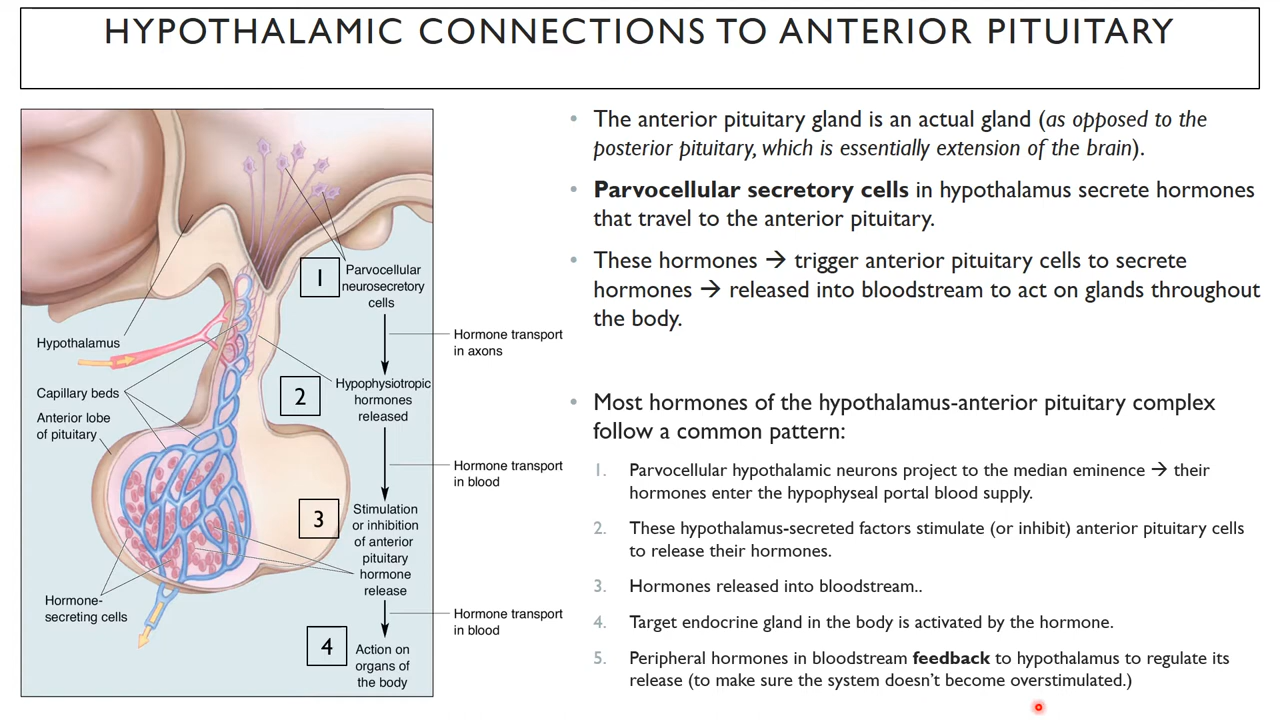 HYPOTHALAMIC CONNECTIONS TO ANTERIOR PITUITARY
Hypothalamus
Capillary beds
Anterior lobe
of pituitary
Hormone-
secreting cells
1
Parvocellular
neurosecretory
cells
Hormone transport
in axons
2
Hypophysiotropic
hormones
released
Hormone transport
in blood
3
Stimulation
or inhibition
of anterior
pituitary
hormone
release
Hormone transport
in blood
4
Action on
organs of
the body
• The anterior pituitary gland is an actual gland (as opposed to the
posterior pituitary, which is essentially extension of the brain).
• Parvocellular secretory cells in hypothalamus secrete hormones
that travel to the anterior pituitary.
• These hormones → trigger anterior pituitary cells to secrete
hormones → released into bloodstream to act on glands throughout
the body.
• Most hormones of the hypothalamus-anterior pituitary complex
follow a common pattern:
1. Parvocellular hypothalamic neurons project to the median eminence → their
hormones enter the hypophyseal portal blood supply.
2. These hypothalamus-secreted factors stimulate (or inhibit) anterior pituitary cells
to release their hormones.
3. Hormones released into bloodstream..
4. Target endocrine gland in the body is activated by the hormone.
5. Peripheral hormones in bloodstream feedback to hypothalamus to regulate its
release (to make sure the system doesn't become overstimulated.)